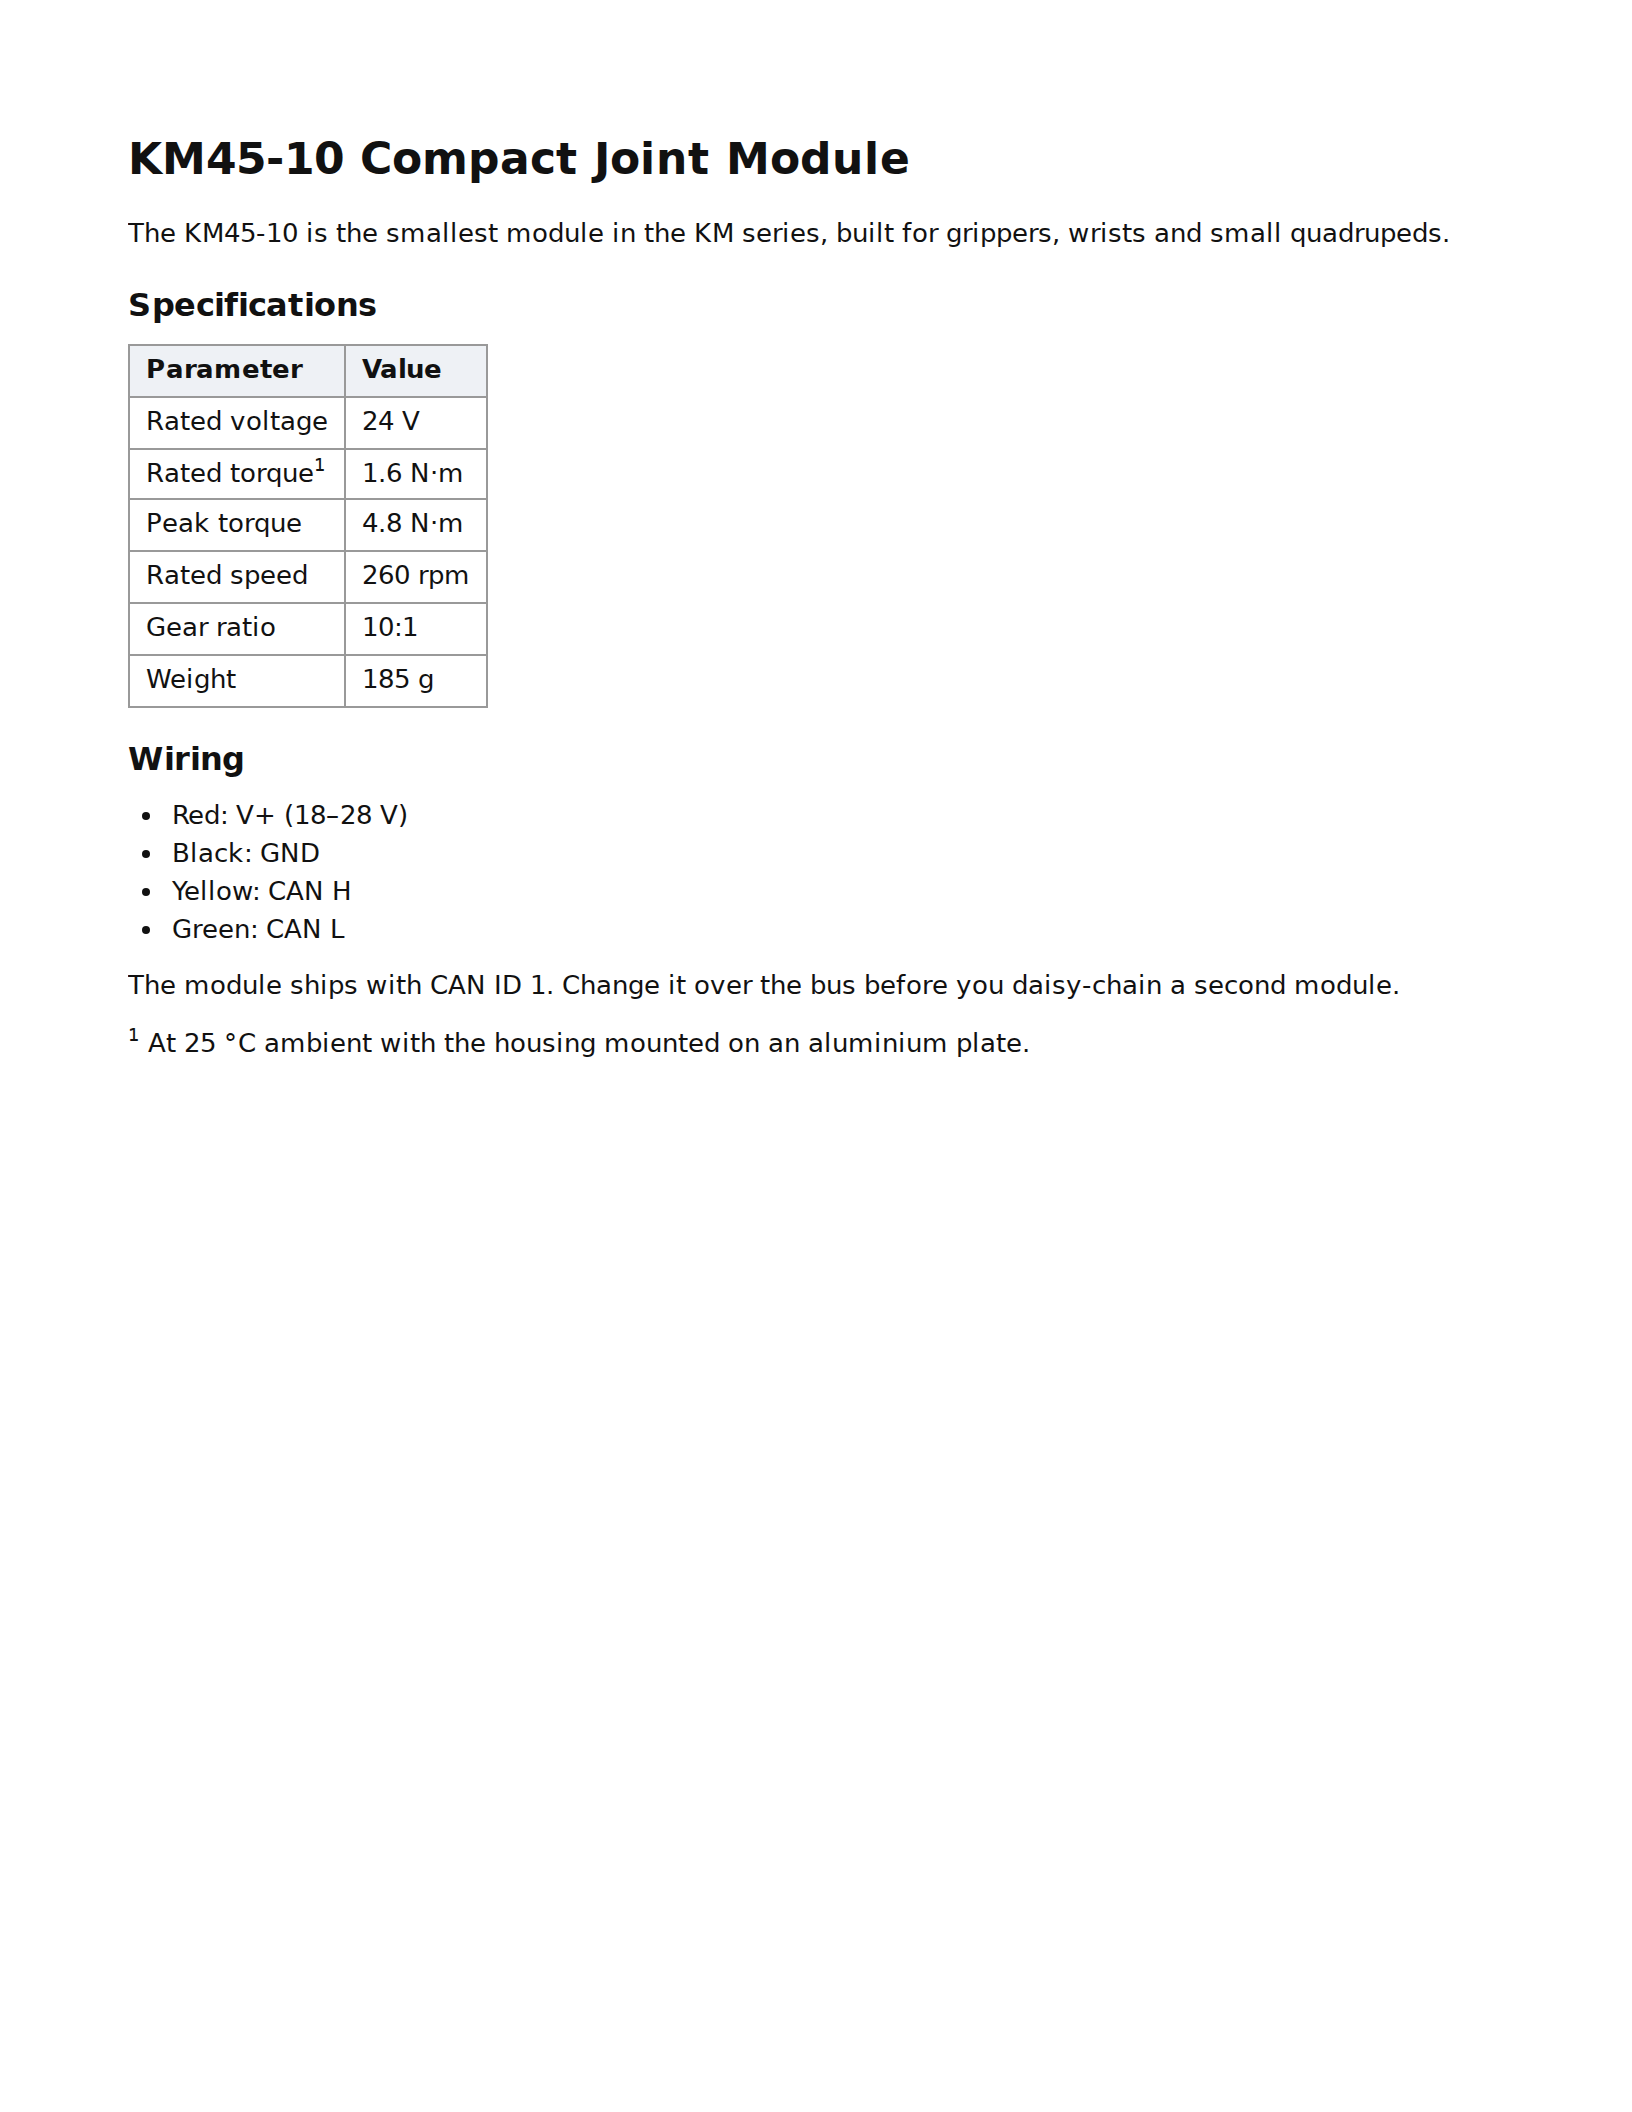 KM45-10 Compact Joint Module
The KM45-10 is the smallest module in the KM series, built for grippers, wrists and small quadrupeds.
Specifications
Parameter Value
Rated voltage 24 V
Rated torque¹ 1.6 N·m
Peak torque 4.8 N·m
Rated speed 260 rpm
Gear ratio 10:1
Weight 185 g
Wiring
• Red: V+ (18–28 V)
• Black: GND
• Yellow: CAN H
• Green: CAN L
The module ships with CAN ID 1. Change it over the bus before you daisy-chain a second module.
¹ At 25 °C ambient with the housing mounted on an aluminium plate.